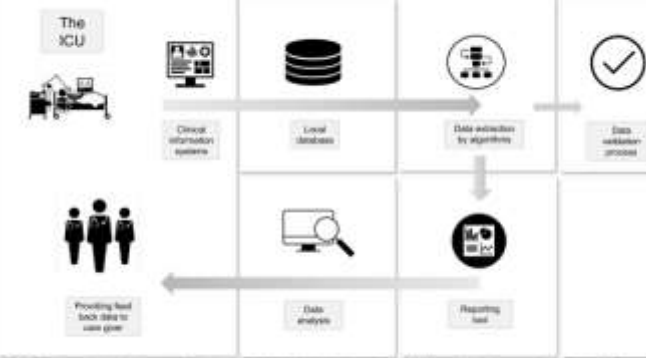 The
ICU
Clinical
information
systems
Local
databases
Data extraction
by algorithms
Data
validation
process
Providing feed
back data to
care giver
Data
analysis
Reporting
tool